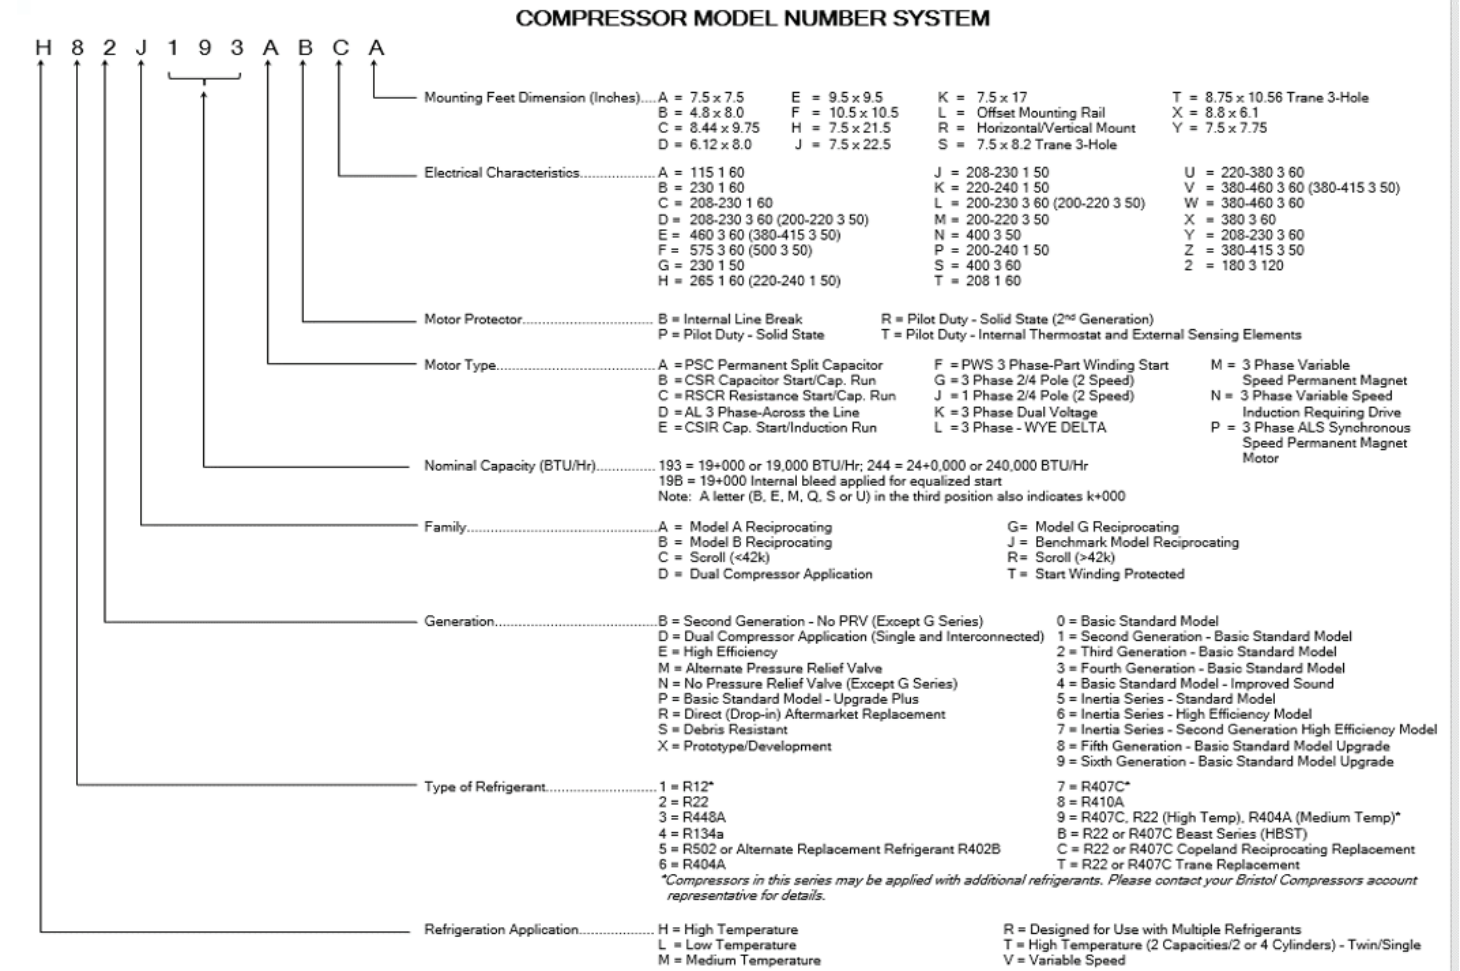 COMPRESSOR MODEL NUMBER SYSTEM
H 8 2 J 1 9 3 A B C A
Mounting Feet Dimension (Inches)....A = 7.5 x 7.5 E = 9.5 x 9.5 K = 7.5 x 17 T = 8.75 x 10.56 Trane 3-Hole
B = 4.8 x 8.0 F = 10.5 x 10.5 L = Offset Mounting Rail X = 8.8 x 6.1
C = 8.44 x 9.75 H = 7.5 x 21.5 R = Horizontal/Vertical Mount Y = 7.5 x 7.75
D = 6.12 x 8.0 J = 7.5 x 22.5 S = 7.5 x 8.2 Trane 3-Hole
Electrical Characteristics.................A = 115 1 60 J = 208-230 1 50 U = 220-380 3 60
B = 230 1 60 K = 220-240 1 50 V = 380-460 3 60 (380-415 3 50)
C = 208-230 1 60 L = 200-230 3 60 (200-220 3 50) W = 380-460 3 60
D = 208-230 3 60 (200-220 3 50) M = 200-220 3 50 X = 380 3 60
E = 460 3 60 (380-415 3 50) N = 400 3 50 Y = 208-230 3 60
F = 575 3 60 (500 3 50) P = 200-240 1 50 Z = 380-415 3 50
G = 230 1 50 S = 400 3 60 2 = 180 3 120
H = 265 1 60 (220-240 1 50) T = 208 1 60
Motor Protector............................. B = Internal Line Break R = Pilot Duty - Solid State (2nd Generation)
P = Pilot Duty - Solid State T = Pilot Duty - Internal Thermostat and External Sensing Elements
Motor Type................................... A = PSC Permanent Split Capacitor F = PWS 3 Phase-Part Winding Start M = 3 Phase Variable
B = CSR Capacitor Start/Cap. Run G = 3 Phase 2/4 Pole (2 Speed) Speed Permanent Magnet
C = RSCR Resistance Start/Cap. Run J = 1 Phase 2/4 Pole (2 Speed) N = 3 Phase Variable Speed
D = AL 3 Phase-Across the Line K = 3 Phase Dual Voltage Induction Requiring Drive
E = CSIR Cap. Start/Induction Run L = 3 Phase - WYE DELTA P = 3 Phase ALS Synchronous
Speed Permanent Magnet
Motor
Nominal Capacity (BTU/Hr)............. 193 = 19+000 or 19,000 BTU/Hr; 244 = 24+0,000 or 240,000 BTU/Hr
19B = 19+000 Internal bleed applied for equalized start
Note: A letter (B, E, M, Q, S or U) in the third position also indicates k+000
Family..........................................A = Model A Reciprocating G= Model G Reciprocating
B = Model B Reciprocating J = Benchmark Model Reciprocating
C = Scroll (<42k) R= Scroll (>42k)
D = Dual Compressor Application T = Start Winding Protected
Generation....................................B = Second Generation - No PRV (Except G Series) 0 = Basic Standard Model
D = Dual Compressor Application (Single and Interconnected) 1 = Second Generation - Basic Standard Model
E = High Efficiency 2 = Third Generation - Basic Standard Model
M = Alternate Pressure Relief Valve 3 = Fourth Generation - Basic Standard Model
N = No Pressure Relief Valve (Except G Series) 4 = Basic Standard Model - Improved Sound
P = Basic Standard Model - Upgrade Plus 5 = Inertia Series - Standard Model
R = Direct (Drop-in) Aftermarket Replacement 6 = Inertia Series - High Efficiency Model
S = Debris Resistant 7 = Inertia Series - Second Generation High Efficiency Model
X = Prototype/Development 8 = Fifth Generation - Basic Standard Model Upgrade
9 = Sixth Generation - Basic Standard Model Upgrade
Type of Refrigerant.........................1 = R12* 7 = R407C*
2 = R22 8 = R410A
3 = R448A 9 = R407C, R22 (High Temp), R404A (Medium Temp)*
4 = R134a B = R22 or R407C Beast Series (HBST)
5 = R502 or Alternate Replacement Refrigerant R402B C = R22 or R407C Copeland Reciprocating Replacement
6 = R404A T = R22 or R407C Trane Replacement
*Compressors in this series may be applied with additional refrigerants. Please contact your Bristol Compressors account
representative for details.
Refrigeration Application................. H = High Temperature R = Designed for Use with Multiple Refrigerants
L = Low Temperature T = High Temperature (2 Capacities/2 or 4 Cylinders) - Twin/Single
M = Medium Temperature V = Variable Speed